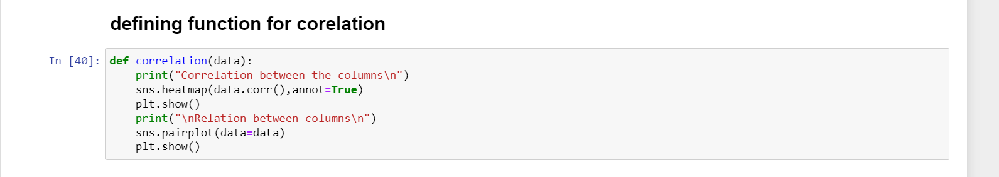 defining function for corelation
In [40]: def correlation(data):
    print("Correlation between the columns\n")
    sns.heatmap(data.corr(),annot=True)
    plt.show()
    print("\nRelation between columns\n")
    sns.pairplot(data=data)
    plt.show()